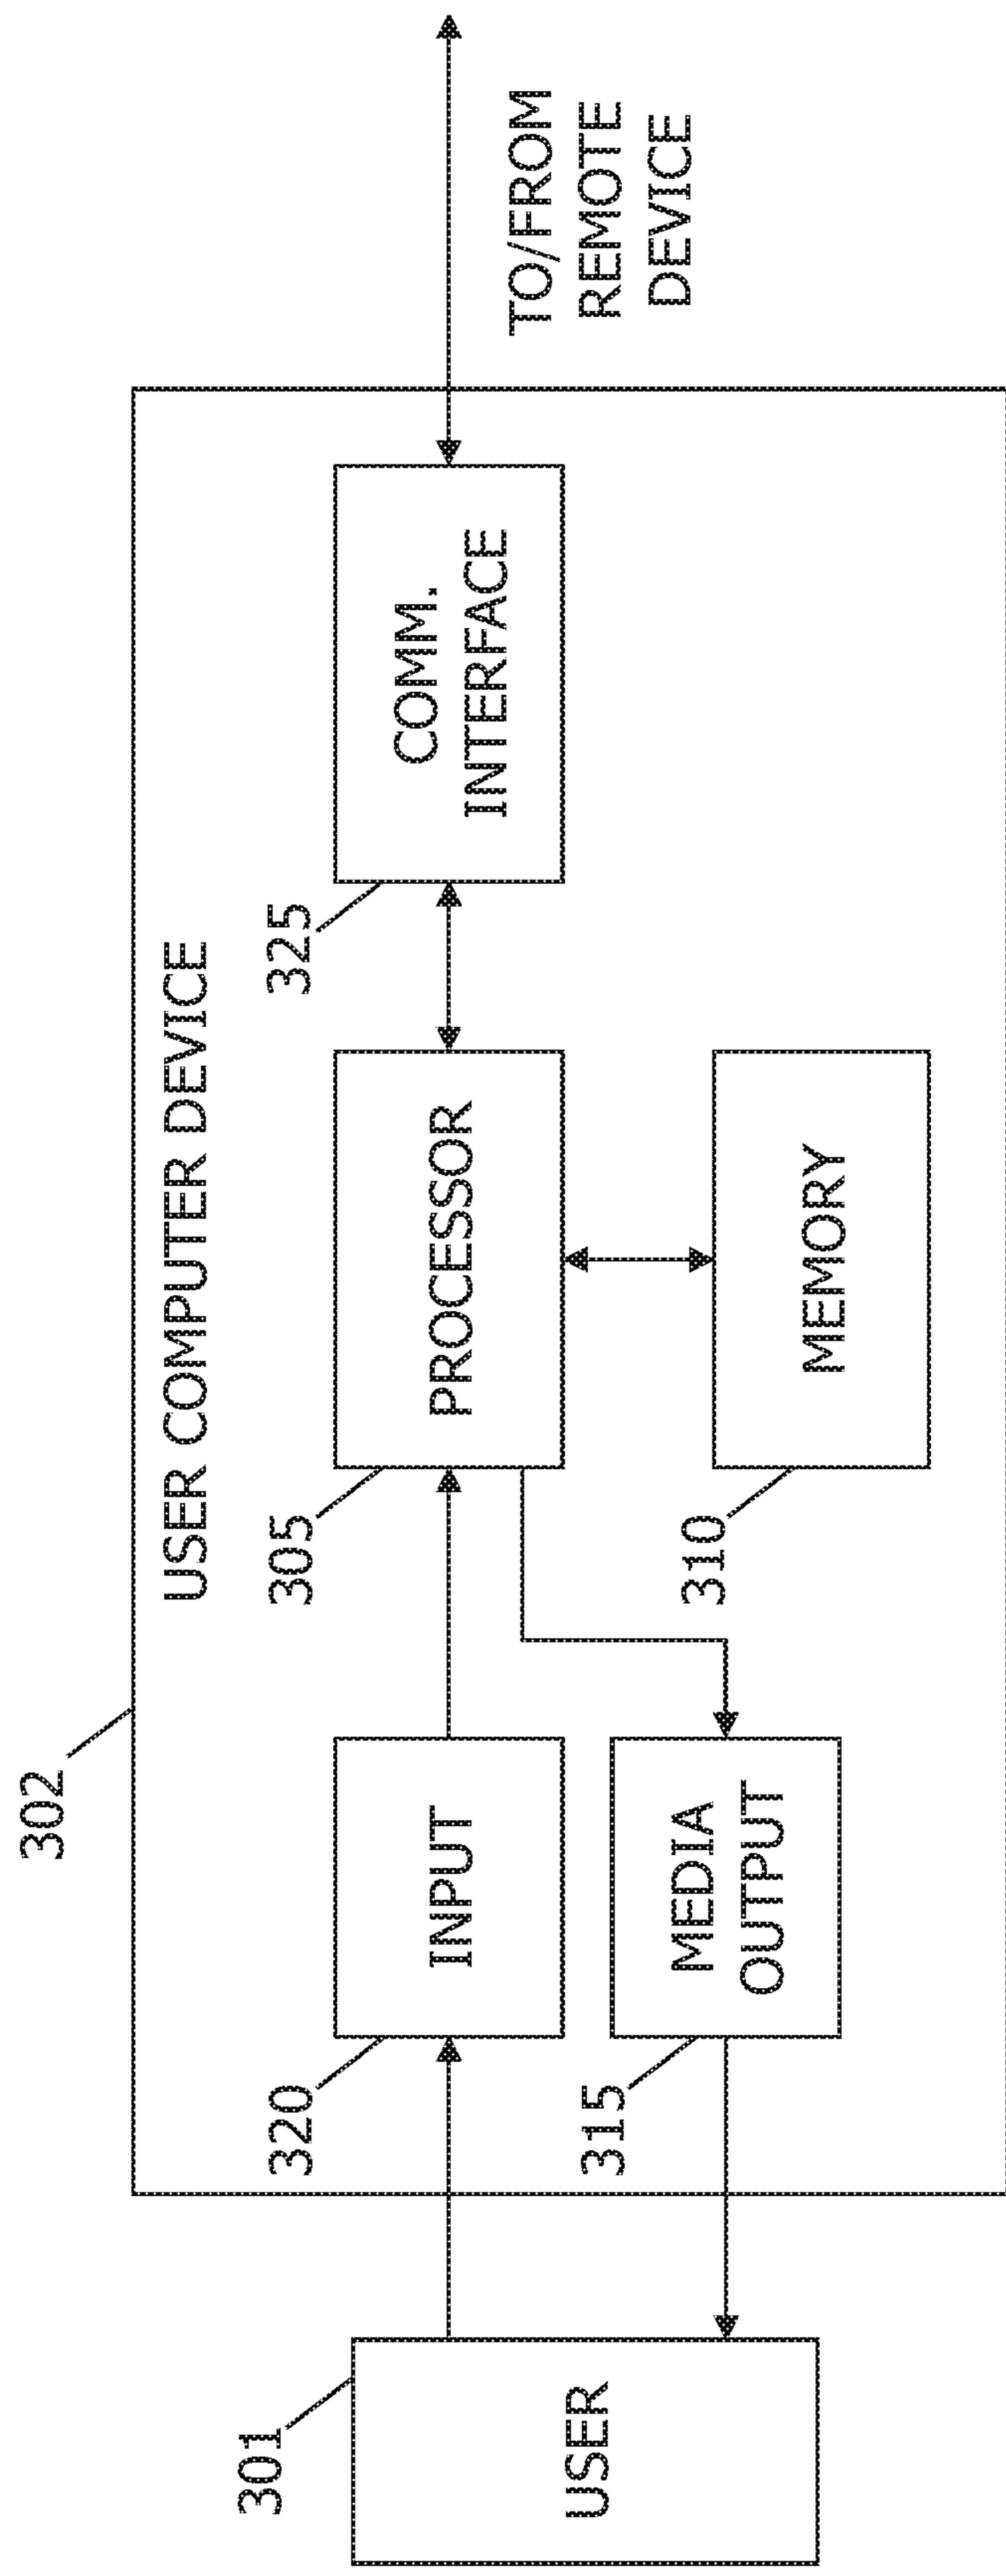 302
USER COMPUTER DEVICE
301
USER
320
INPUT
315
MEDIA
OUTPUT
305
PROCESSOR
310
MEMORY
325
COMM.
INTERFACE
TO/FROM
REMOTE
DEVICE